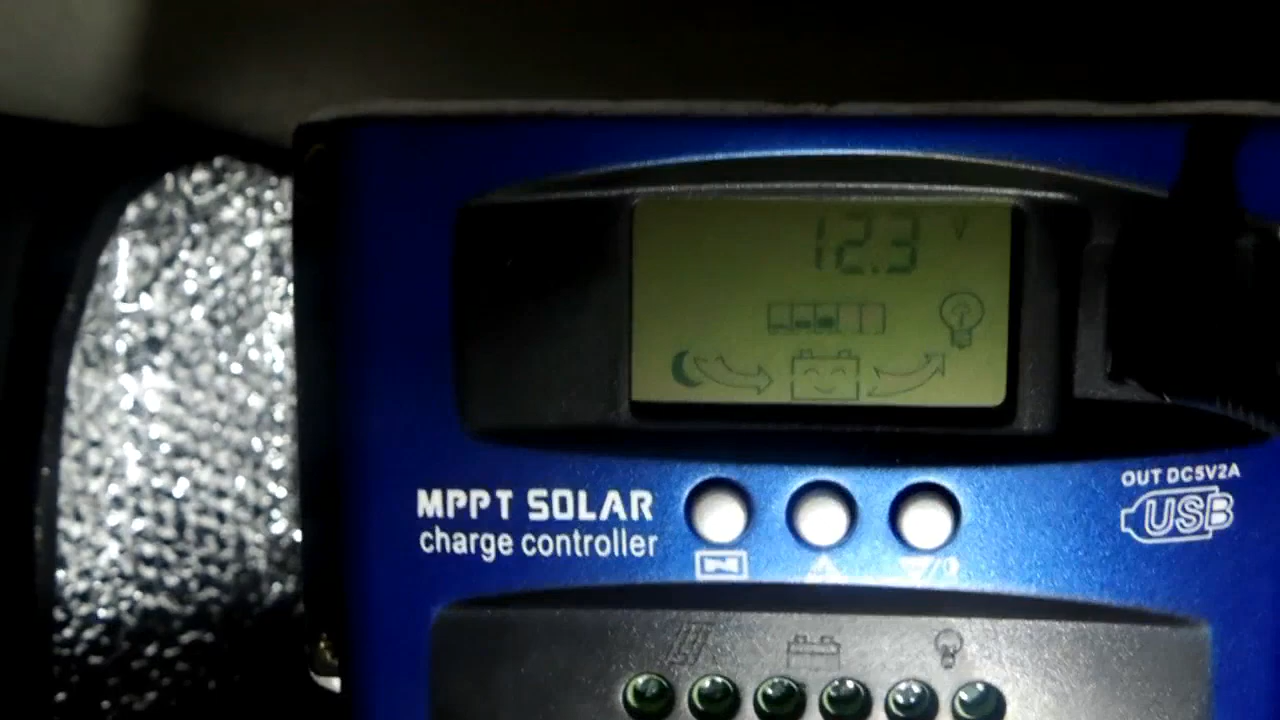 12.3 V
MPPT SOLAR
charge controller
OUT DC5V2A
USB